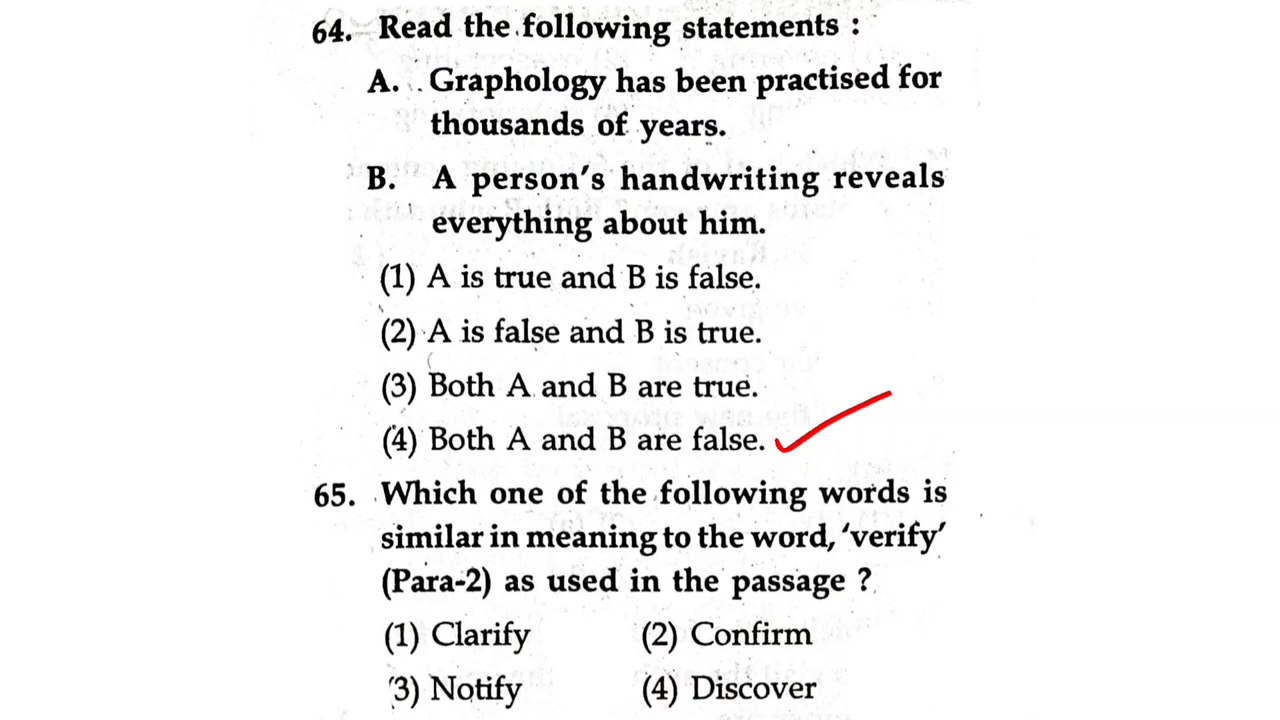 64. Read the following statements :
A. Graphology has been practised for
thousands of years.
B. A person's handwriting reveals
everything about him.
(1) A is true and B is false.
(2) A is false and B is true.
(3) Both A and B are true.
(4) Both A and B are false.
65. Which one of the following words is
similar in meaning to the word, 'verify'
(Para-2) as used in the passage ?
(1) Clarify (2) Confirm
(3) Notify (4) Discover